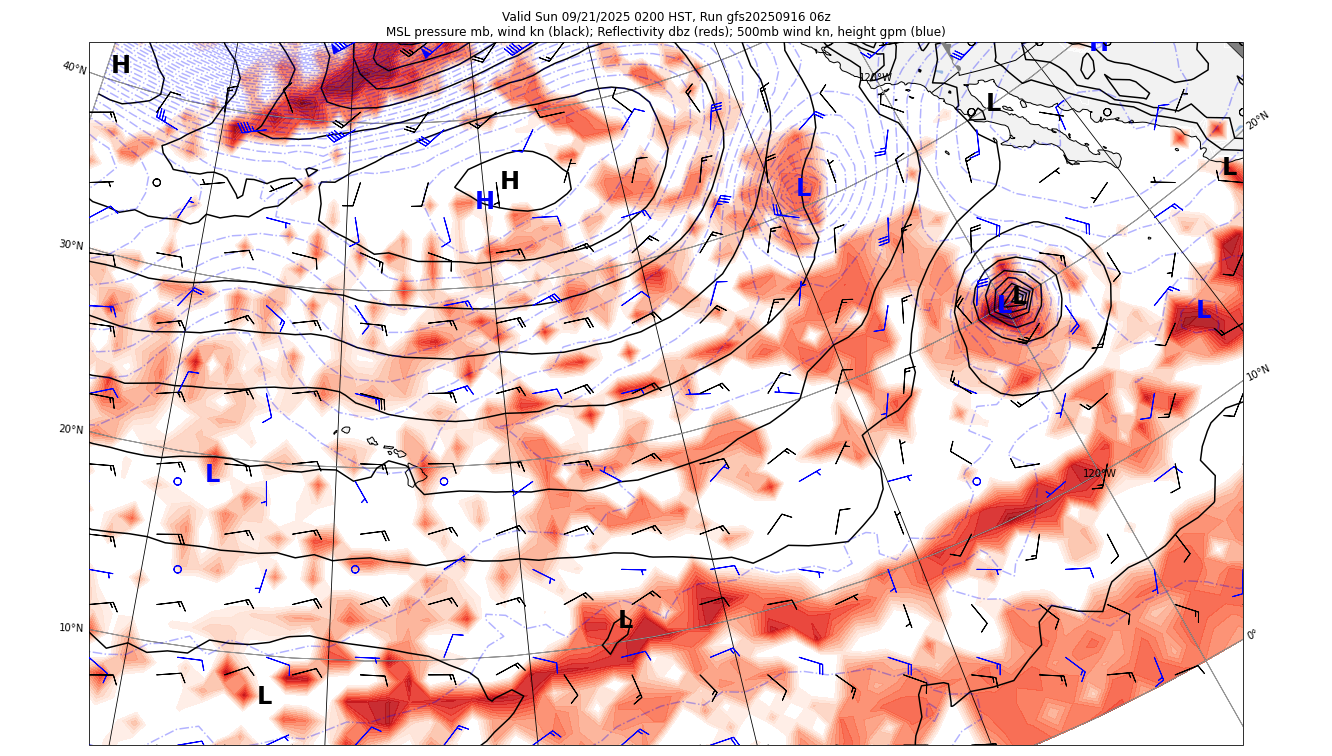 Valid Sun 09/21/2025 0200 HST, Run gfs20250916 06z
MSL pressure mb, wind kn (black); Reflectivity dbz (reds); 500mb wind kn, height gpm (blue)
H
40°N
H
120°W
L
20°N
L
H
H
L
30°N
L
L
L
10°N
20°N
L
120°W
10°N
L
0°
L